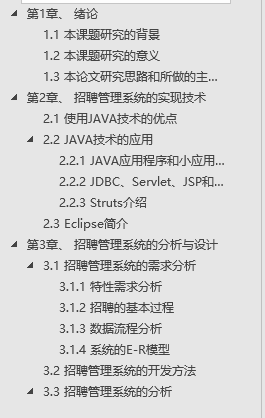 第1章、 绪论
1.1 本课题研究的背景
1.2 本课题研究的意义
1.3 本论文研究思路和所做的主...
第2章、 招聘管理系统的实现技术
2.1 使用JAVA技术的优点
2.2 JAVA技术的应用
2.2.1 JAVA应用程序和小应用...
2.2.2 JDBC、Servlet、JSP和...
2.2.3 Struts介绍
2.3 Eclipse简介
第3章、 招聘管理系统的分析与设计
3.1 招聘管理系统的需求分析
3.1.1 特性需求分析
3.1.2 招聘的基本过程
3.1.3 数据流程分析
3.1.4 系统的E-R模型
3.2 招聘管理系统的开发方法
3.3 招聘管理系统的分析